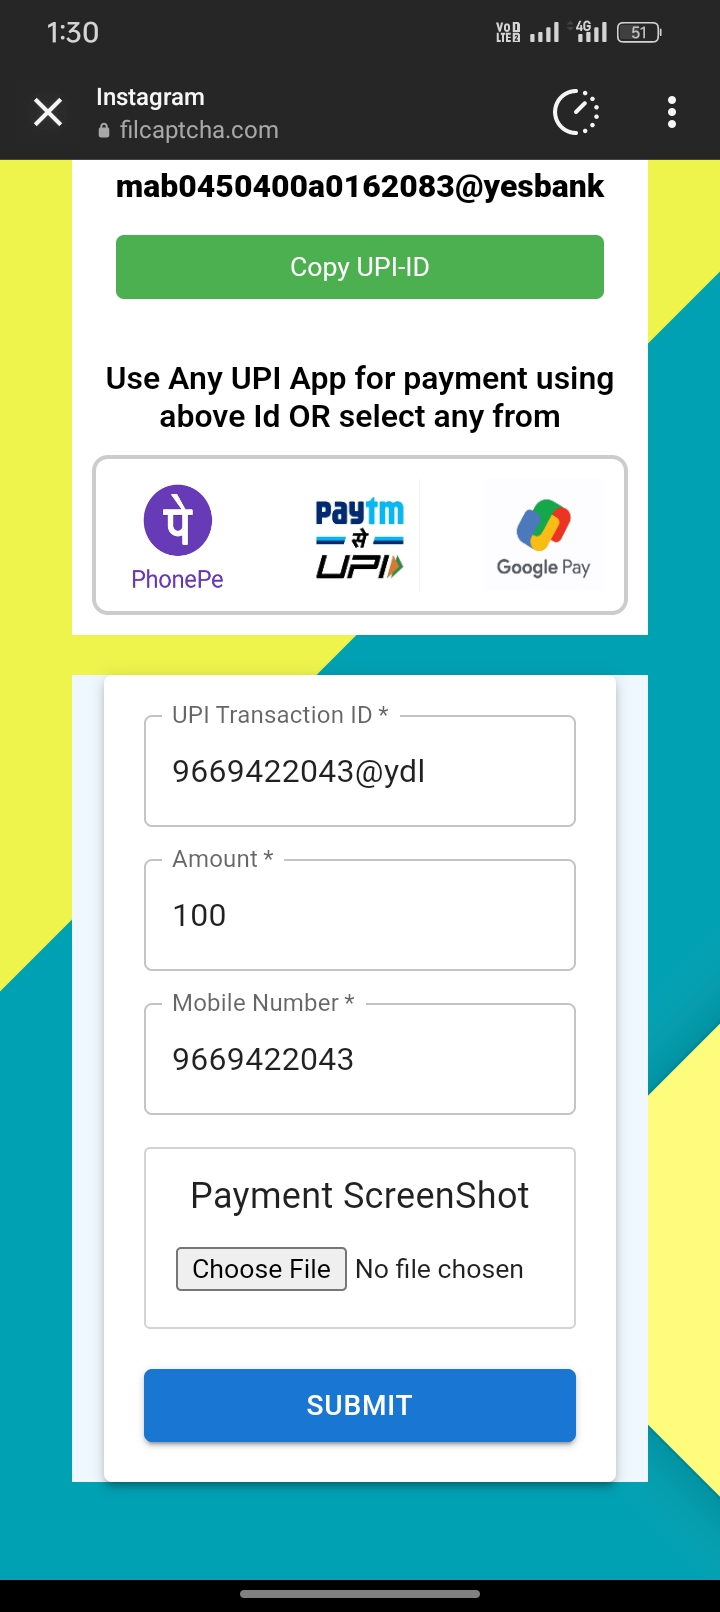 1:30
VoD LTE2 4G 51
Instagram
filcaptcha.com
mab0450400a0162083@yesbank
Copy UPI-ID
Use Any UPI App for payment using
above Id OR select any from
पे
PhonePe
paytm
से
UPI
Google Pay
UPI Transaction ID *
9669422043@ydl
Amount *
100
Mobile Number *
9669422043
Payment ScreenShot
Choose File No file chosen
SUBMIT